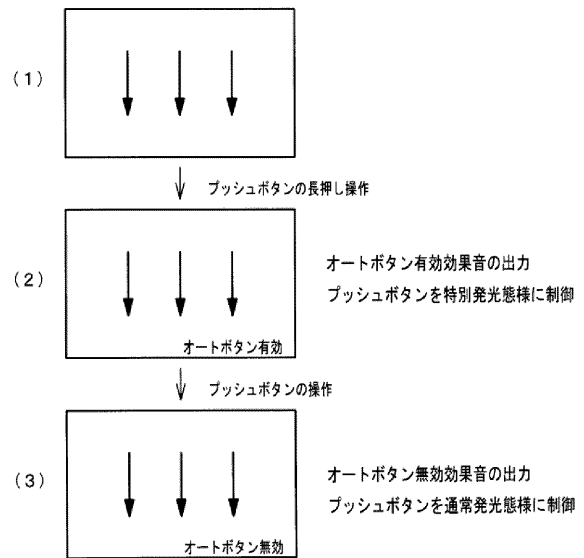 (1)
プッシュボタンの長押し操作
(2)
オートボタン有効効果音の出力
プッシュボタンを特別発光態様に制御
オートボタン有効
プッシュボタンの操作
(3)
オートボタン無効効果音の出力
プッシュボタンを通常発光態様に制御
オートボタン無効